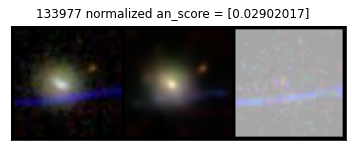 133977 normalized an_score = [0.02902017]